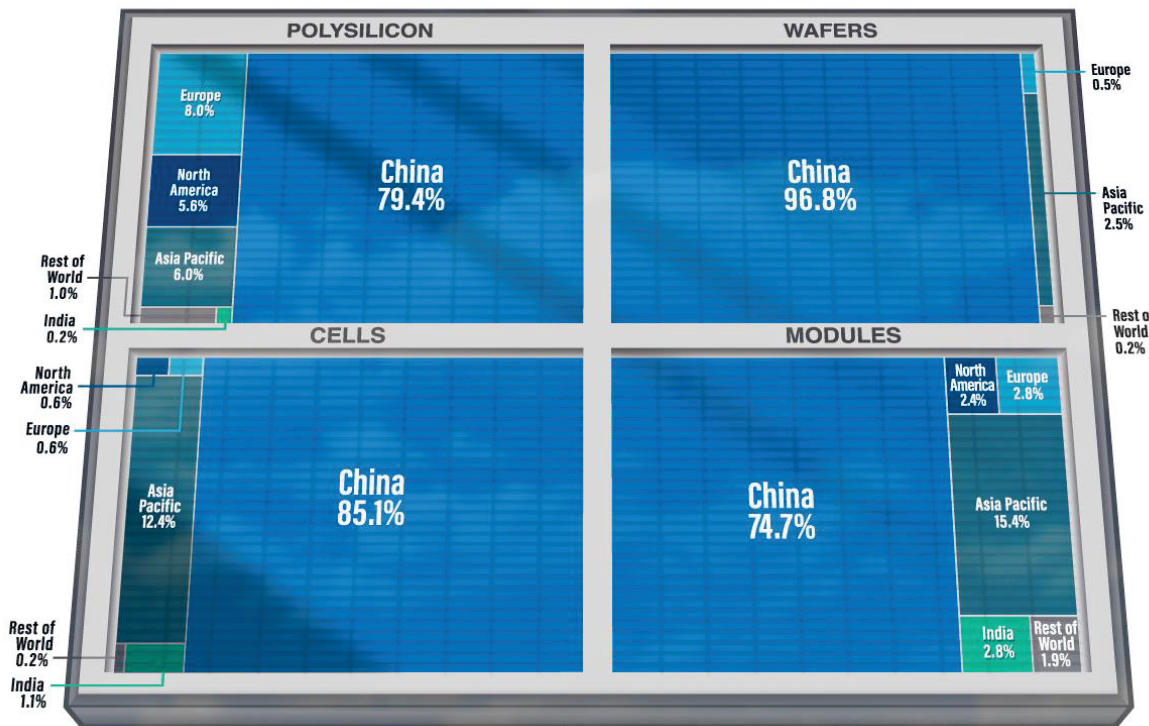 POLYSILICON
Europe
8.0%
North
America
5.6%
Asia Pacific
6.0%
Rest of
World
1.0%
India
0.2%
China
79.4%
WAFERS
China
96.8%
Europe
0.5%
Asia
Pacific
2.5%
Rest of
World
0.2%
CELLS
North
America
0.6%
Europe
0.6%
Asia
Pacific
12.4%
Rest of
World
0.2%
India
1.1%
China
85.1%
MODULES
China
74.7%
North
America
2.4%
Europe
2.8%
Asia Pacific
15.4%
India
2.8%
Rest of
World
1.9%